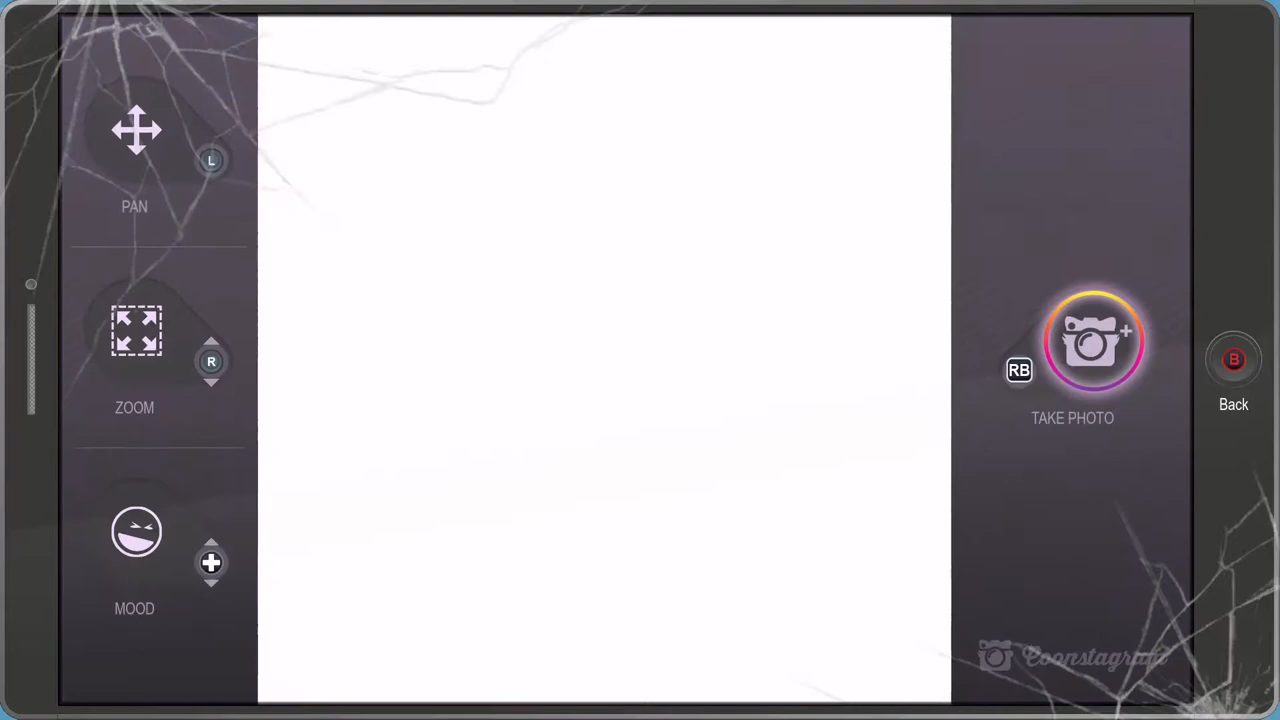 L
PAN
R
ZOOM
MOOD
RB
TAKE PHOTO
B
Back
Coonstagram